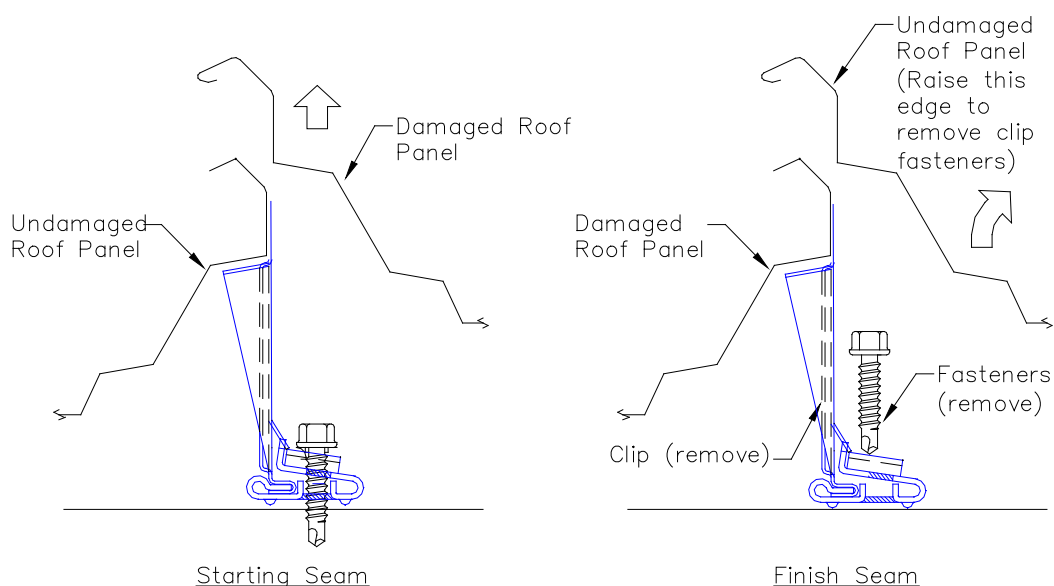 Damaged Roof
Panel
Undamaged
Roof Panel
Starting Seam
Undamaged
Roof Panel
(Raise this
edge to
remove clip
fasteners)
Damaged
Roof Panel
Fasteners
(remove)
Clip (remove)
Finish Seam